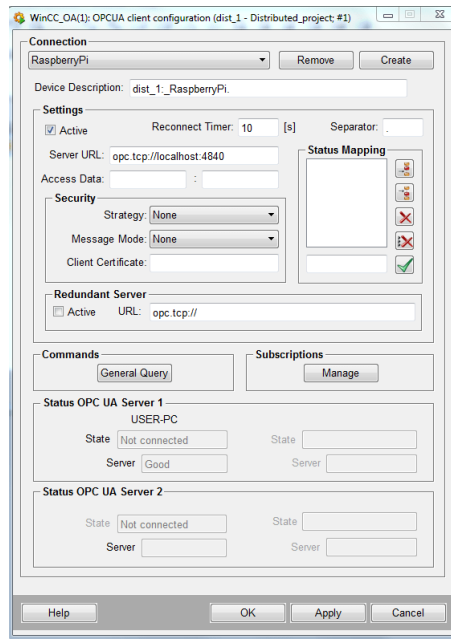 WinCC_OA(1): OPCUA client configuration (dist_1 - Distributed_project; #1)
Connection
RaspberryPi Remove Create
Device Description: dist_1:_RaspberryPi.
Settings
Active Reconnect Timer: 10 [s] Separator: .
Server URL: opc.tcp://localhost:4840 Status Mapping
Access Data: :
Security
Strategy: None
Message Mode: None
Client Certificate:
Redundant Server
Active URL: opc.tcp://
Commands Subscriptions
General Query Manage
Status OPC UA Server 1
USER-PC
State Not connected State
Server Good Server
Status OPC UA Server 2
State Not connected State
Server Server
Help OK Apply Cancel